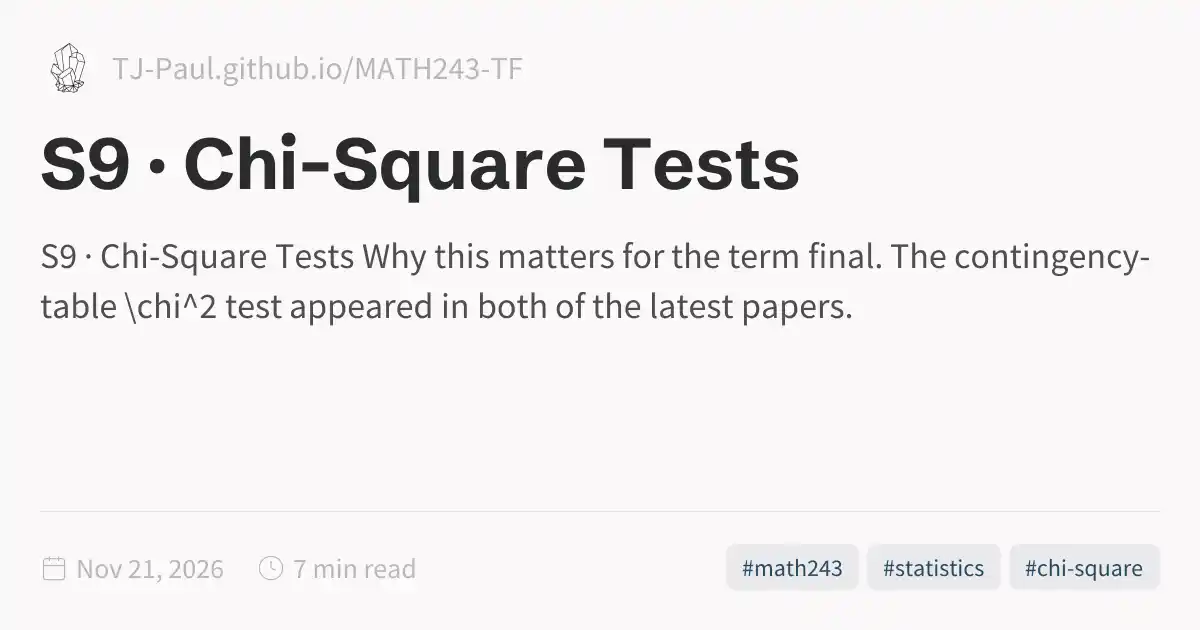 TJ-Paul.github.io/MATH243-TF
S9 · Chi-Square Tests
S9 · Chi-Square Tests Why this matters for the term final. The contingency-
table \chi^2 test appeared in both of the latest papers.
Nov 21, 2026 7 min read #math243 #statistics #chi-square